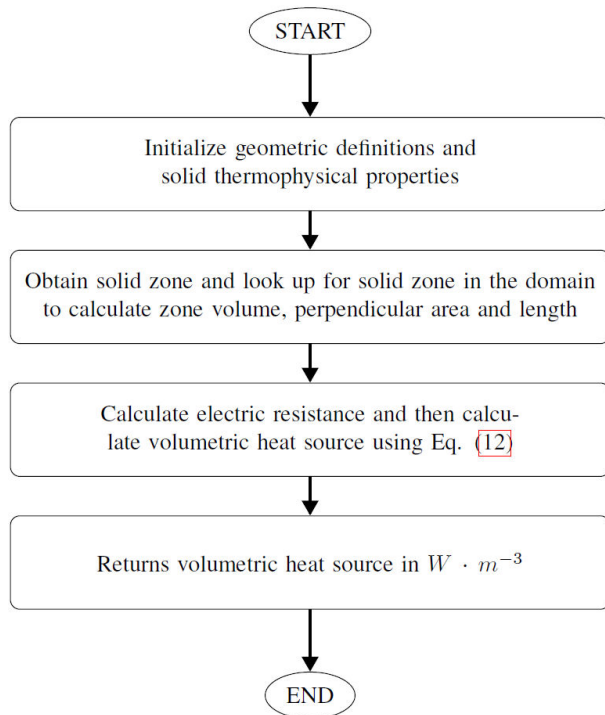 START
Initialize geometric definitions and
solid thermophysical properties
Obtain solid zone and look up for solid zone in the domain
to calculate zone volume, perpendicular area and length
Calculate electric resistance and then calcu-
late volumetric heat source using Eq. (12)
Returns volumetric heat source in W · m⁻³
END